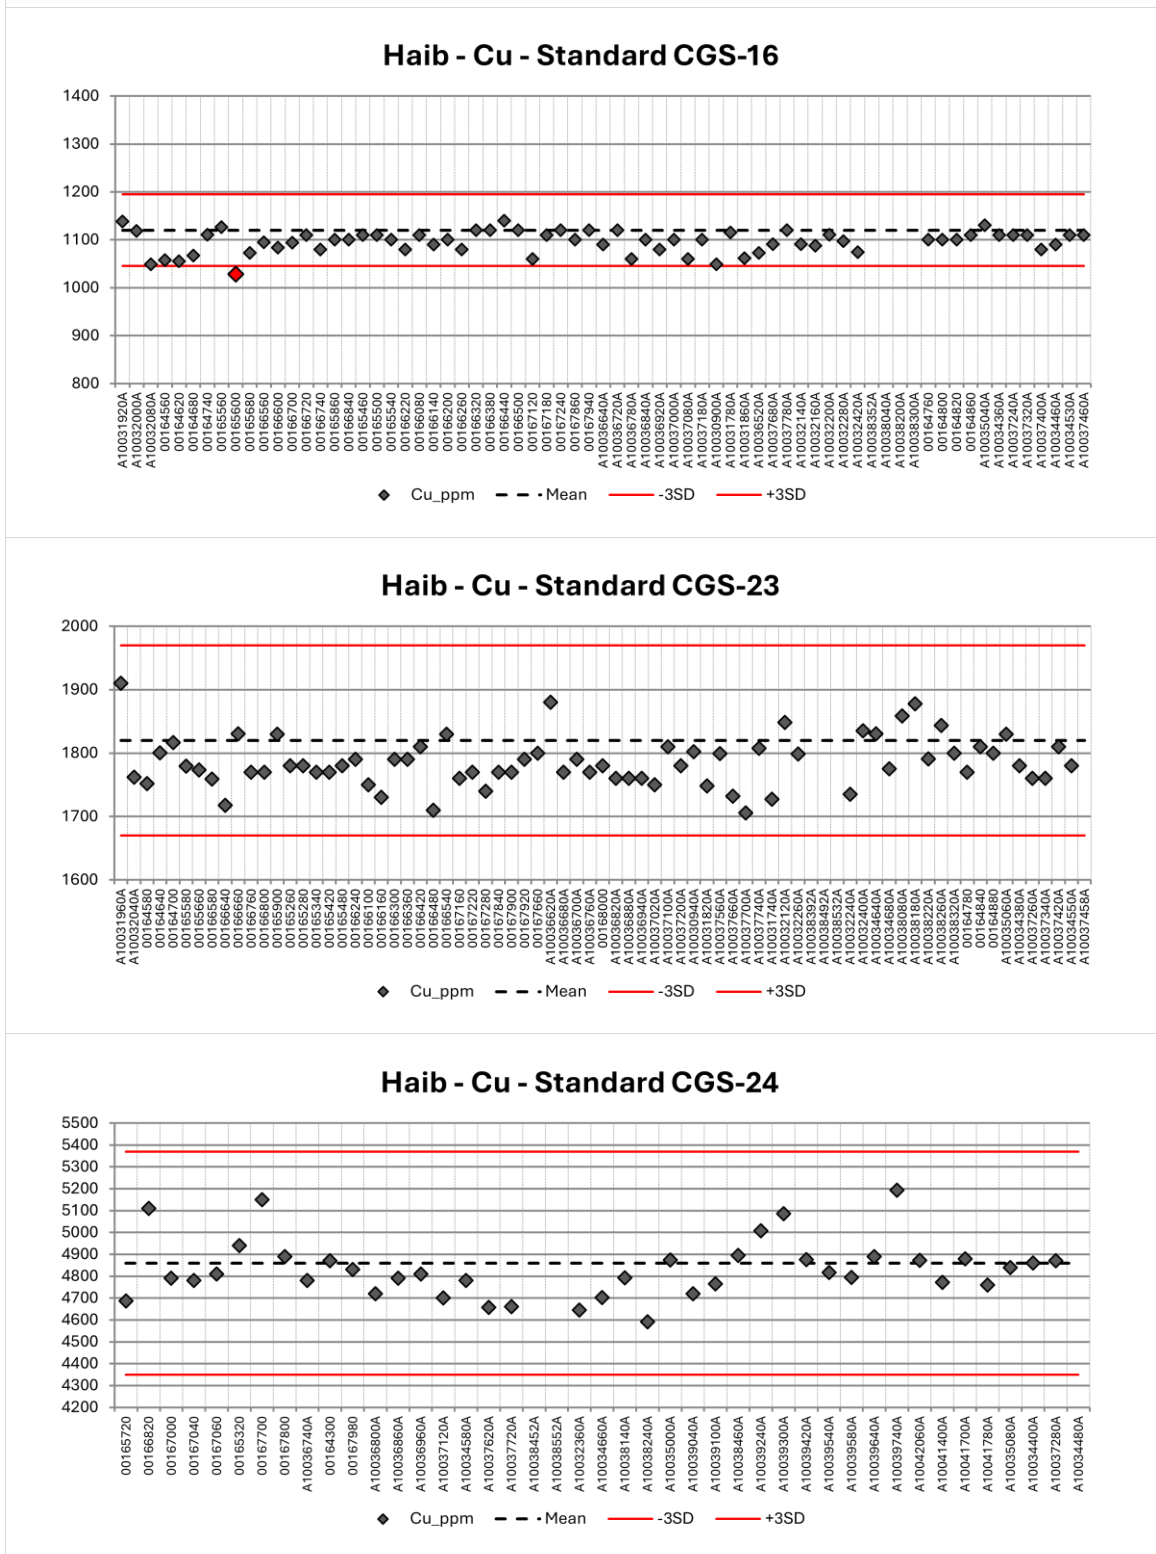 Haib - Cu - Standard CGS-16
1400
1300
1200
1100
1000
900
800
A10031920A A10032000A A10032080A 00164560 00164620 00164680 00164740 00165560 00165600 00165680 00166560 00166600 00166700 00166720 00166740 00165860 00166840 00165460 00165500 00165540 00166220 00166080 00166140 00166200 00166260 00166320 00166380 00166440 00166500 00167120 00167180 00167240 00167860 00167940 A10036640A A10036720A A10036780A A10036840A A10036920A A10037000A A10037080A A10037180A A10030900A A10031780A A10031860A A10036520A A10037680A A10037780A A10032140A A10032160A A10032200A A10032280A A10032420A A10038352A A10038040A A10038200A A10038300A 00164760 00164800 00164820 00164860 A10035040A A10034360A A10037240A A10037320A A10037400A A10034460A A10034530A A10037460A
Cu_ppm Mean -3SD +3SD
Haib - Cu - Standard CGS-23
2000
1900
1800
1700
1600
A10031960A A10032040A 00164580 00164640 00164700 00165580 00165660 00166580 00166640 00166660 00166760 00166800 00165900 00165260 00165280 00165340 00165420 00165480 00166240 00166100 00166160 00166300 00166360 00166420 00166480 00166540 00167160 00167220 00167280 00167840 00167900 00167920 00167660 A10036620A A10036680A A10036700A A10036760A 00168000 A10036820A A10036880A A10036940A A10037020A A10037100A A10037200A A10030940A A10031820A A10037560A A10037660A A10037700A A10037740A A10031740A A10032120A A10032260A A10038392A A10038492A A10038532A A10032240A A10032400A A10034640A A10034680A A10038080A A10038180A A10038220A A10038260A A10038320A 00164780 00164840 00164880 A10035060A A10034380A A10037260A A10037340A A10037420A A10034550A A10037458A
Cu_ppm Mean -3SD +3SD
Haib - Cu - Standard CGS-24
5500
5400
5300
5200
5100
5000
4900
4800
4700
4600
4500
4400
4300
4200
00165720 00166820 00167000 00167040 00167060 00165320 00167700 00167800 A10036740A 00164300 00167980 A10036800A A10036860A A10036960A A10037120A A10034580A A10037620A A10037720A A10038452A A10038552A A10032360A A10034660A A10038140A A10038240A A10035000A A10039040A A10039100A A10038460A A10039240A A10039300A A10039420A A10039540A A10039580A A10039640A A10039740A A10042060A A10041400A A10041700A A10041780A A10035080A A10034400A A10037280A A10034480A
Cu_ppm Mean -3SD +3SD